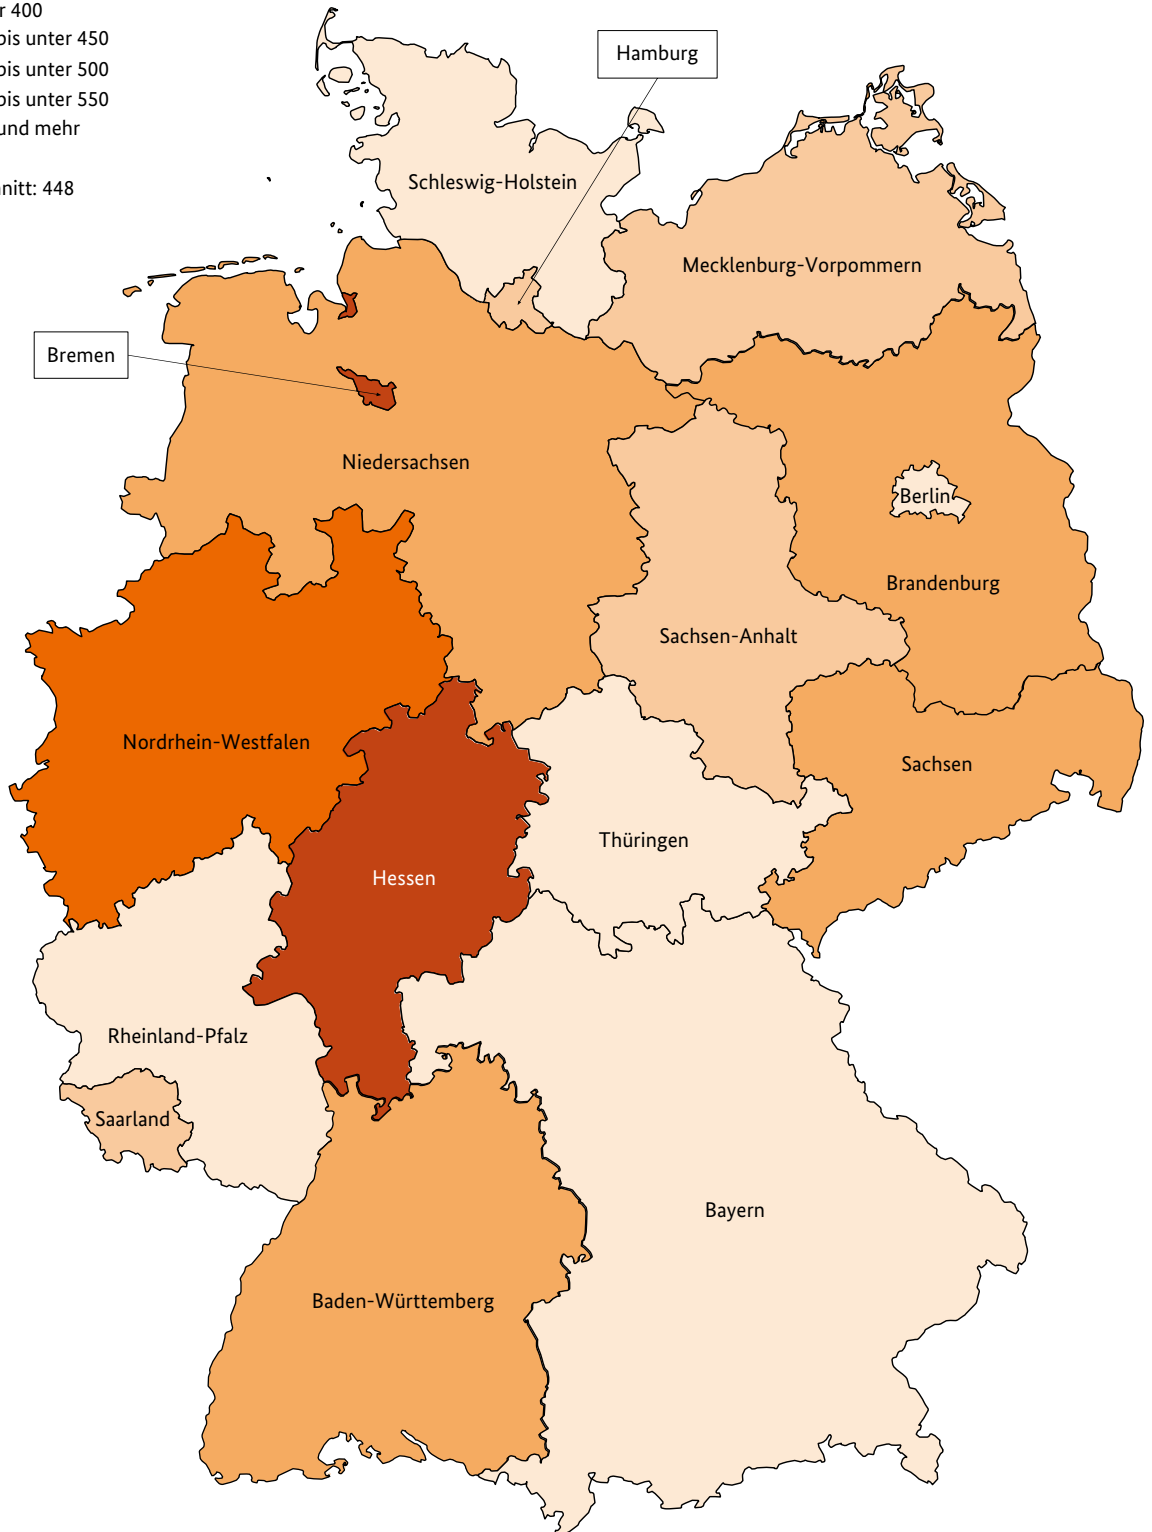 400
bis unter 450
bis unter 500
bis unter 550
und mehr
448
Hamburg
Schleswig-Holstein
Mecklenburg-Vorpommern
Bremen
Niedersachsen
Berlin
Brandenburg
Sachsen-Anhalt
Nordrhein-Westfalen
Sachsen
Thüringen
Hessen
Rheinland-Pfalz
Saarland
Bayern
Baden-Württemberg